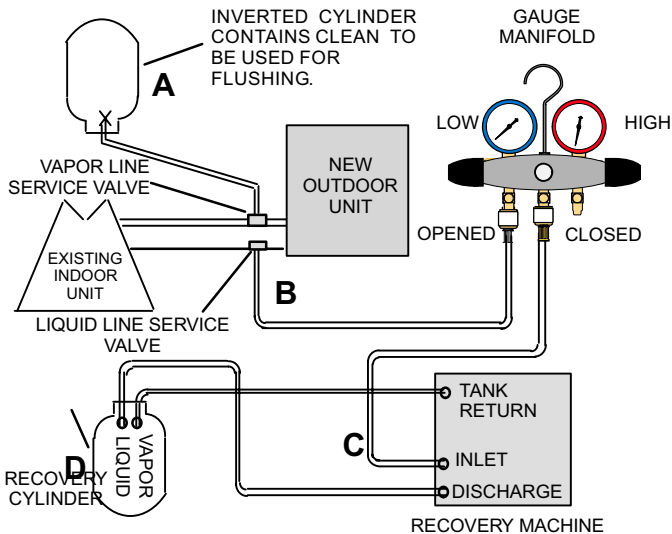 INVERTED CYLINDER
CONTAINS CLEAN TO
BE USED FOR
FLUSHING.
A
GAUGE
MANIFOLD
LOW
HIGH
VAPOR LINE
SERVICE VALVE
NEW
OUTDOOR
UNIT
OPENED
CLOSED
EXISTING
INDOOR
UNIT
B
LIQUID LINE SERVICE
VALVE
TANK
RETURN
C
INLET
DISCHARGE
RECOVERY MACHINE
D
RECOVERY
CYLINDER
LIQUID
VAPOR